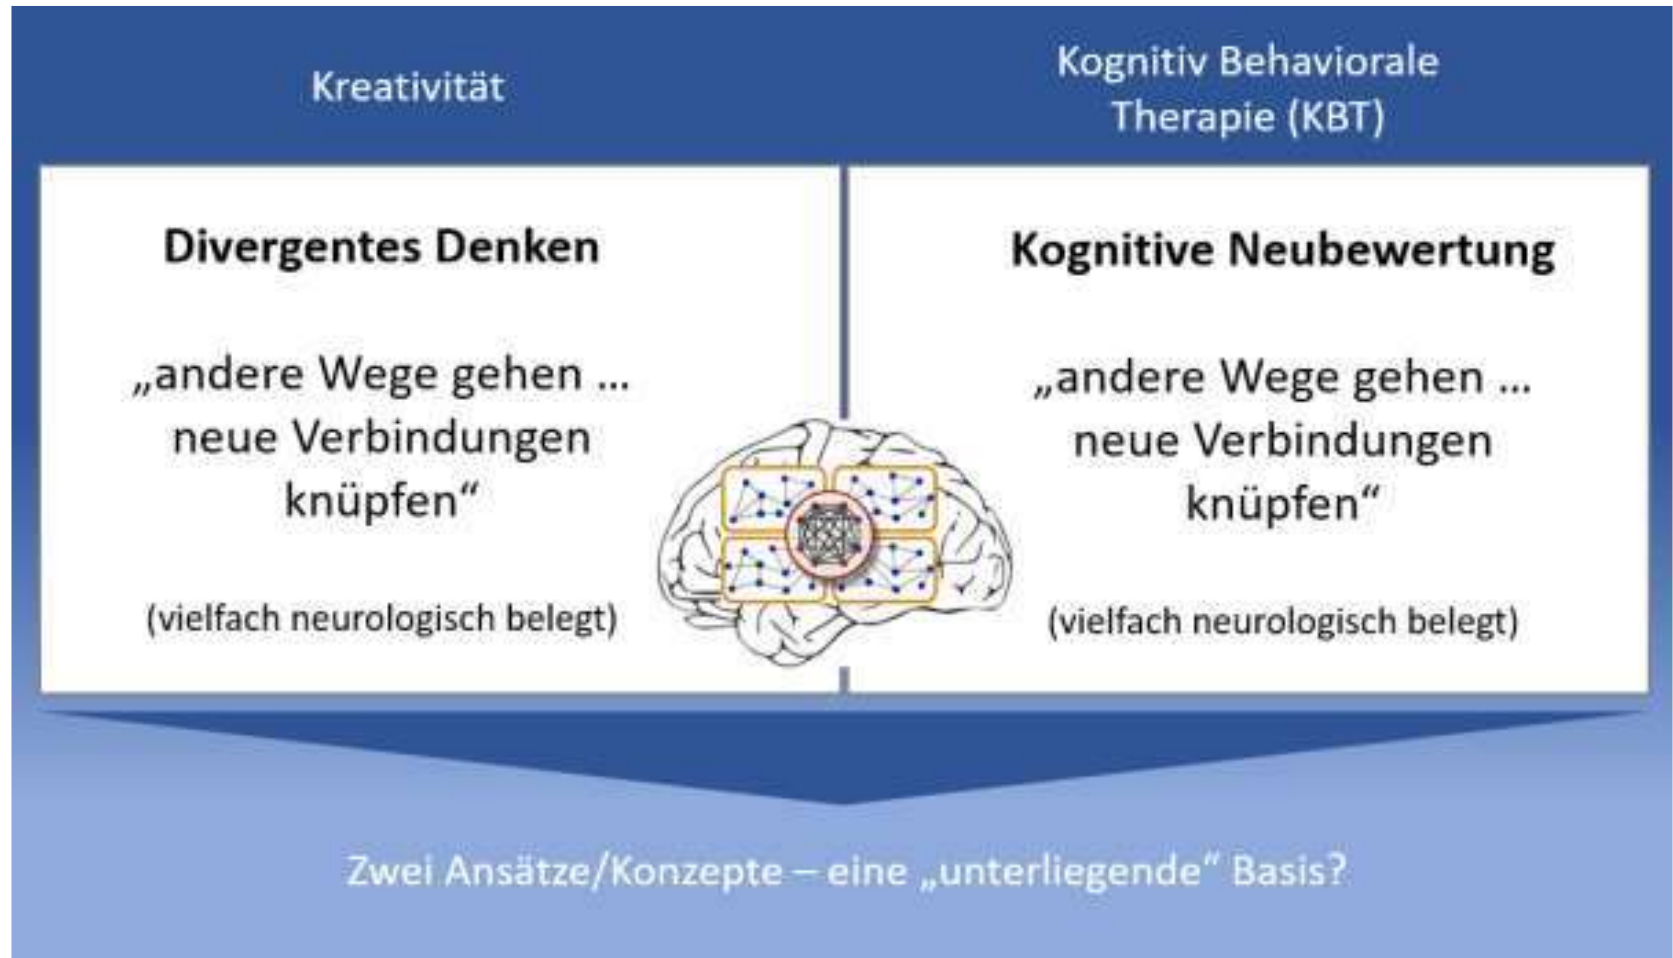 Kreativität
Kognitiv Behaviorale
Therapie (KBT)
Divergentes Denken
„andere Wege gehen ...
neue Verbindungen
knüpfen“
(vielfach neurologisch belegt)
Kognitive Neubewertung
„andere Wege gehen ...
neue Verbindungen
knüpfen“
(vielfach neurologisch belegt)
Zwei Ansätze/Konzepte – eine „unterliegende“ Basis?